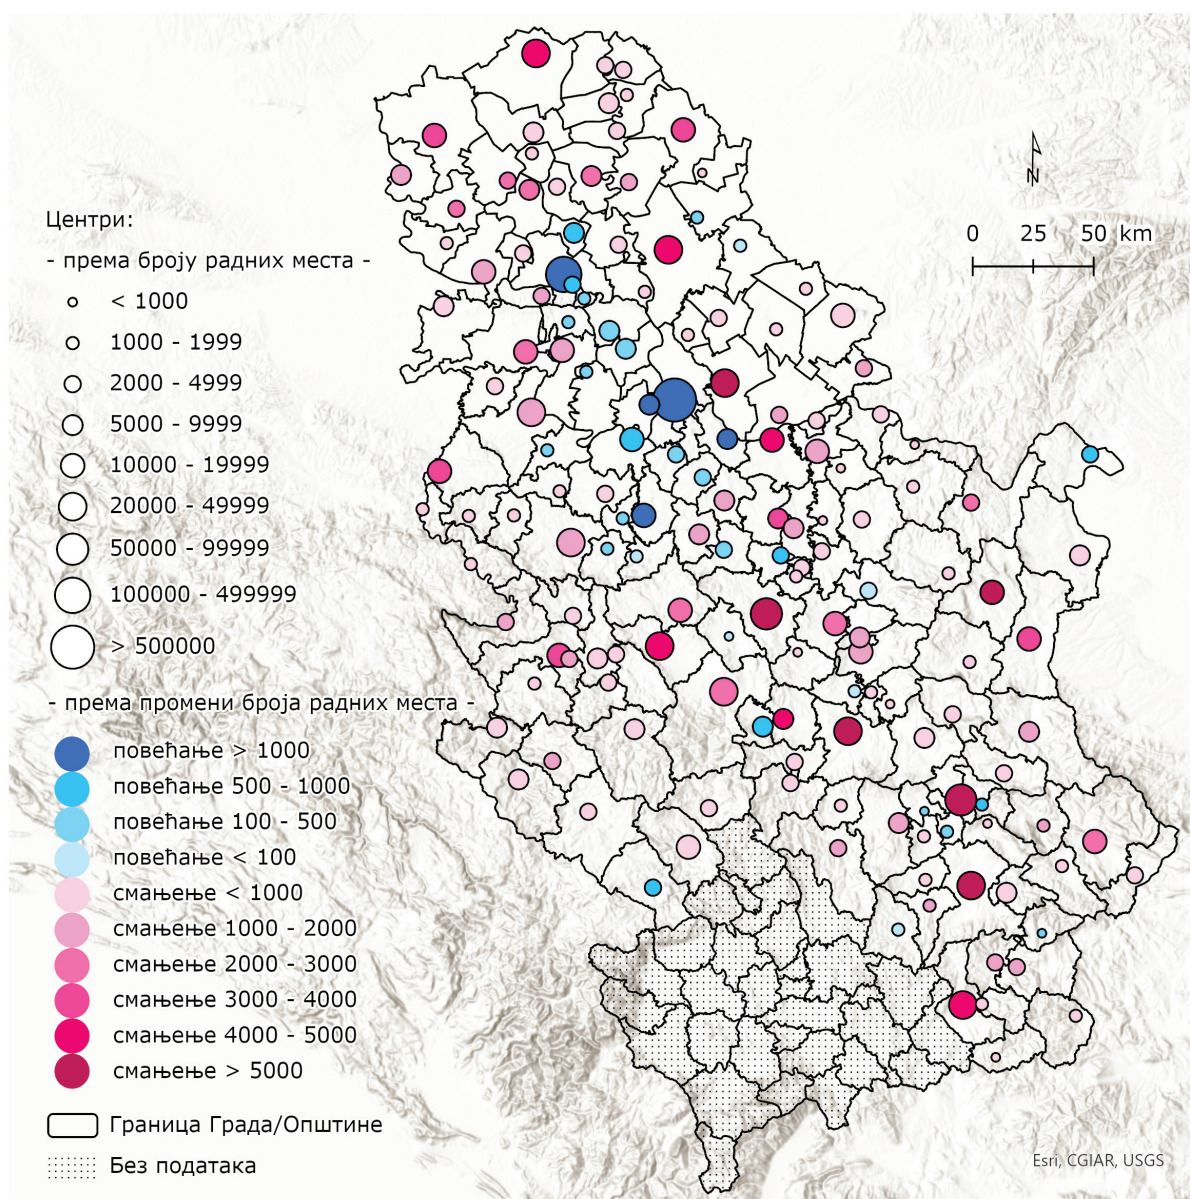 N
0 25 50 km
Центри:
- према броју радних места -
< 1000
1000 - 1999
2000 - 4999
5000 - 9999
10000 - 19999
20000 - 49999
50000 - 99999
100000 - 499999
> 500000
- према промени броја радних места -
повећање > 1000
повећање 500 - 1000
повећање 100 - 500
повећање < 100
смањење < 1000
смањење 1000 - 2000
смањење 2000 - 3000
смањење 3000 - 4000
смањење 4000 - 5000
смањење > 5000
Граница Града/Општине
Без података
Esri, CGIAR, USGS